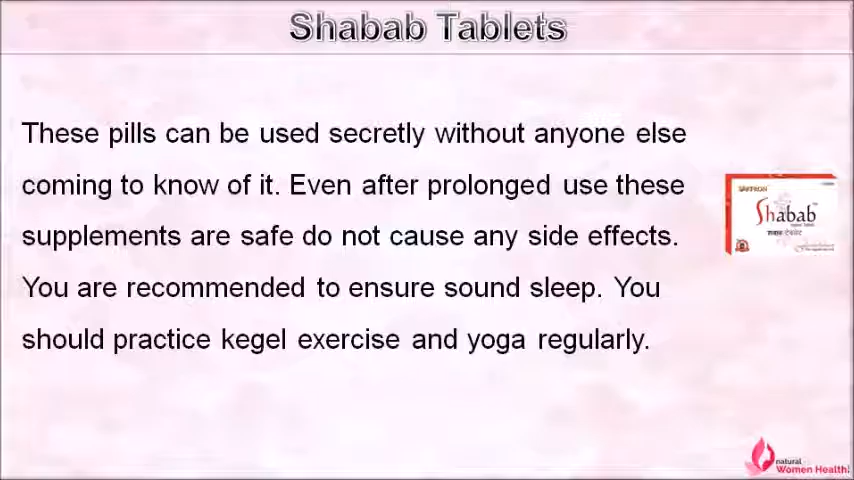 Shabab Tablets
These pills can be used secretly without anyone else
coming to know of it. Even after prolonged use these
supplements are safe do not cause any side effects.
You are recommended to ensure sound sleep. You
should practice kegel exercise and yoga regularly.
SAFFRON
Shabab
natural
Women Health!